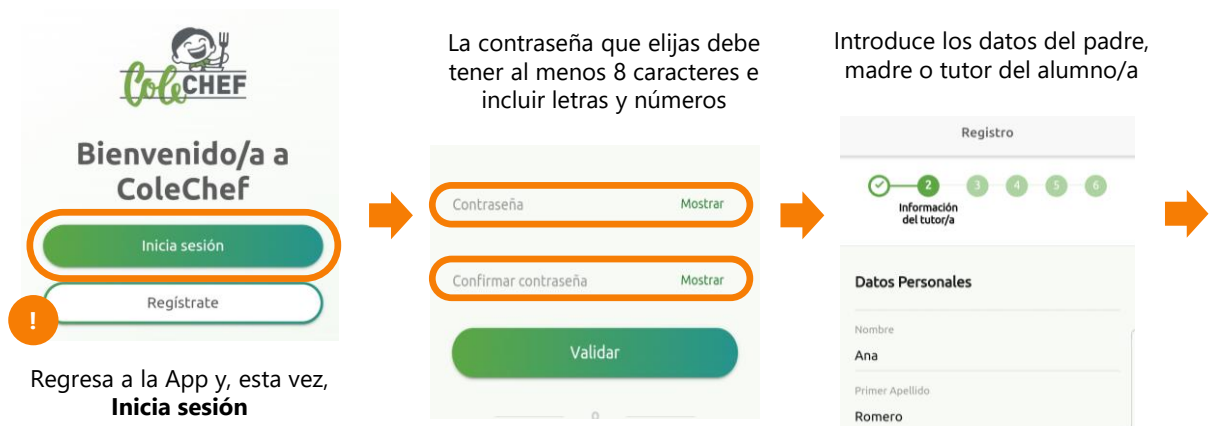 ColeCHEF
Bienvenido/a a
ColeChef
Inicia sesión
Regístrate
!
Regresa a la App y, esta vez,
Inicia sesión
La contraseña que elijas debe
tener al menos 8 caracteres e
incluir letras y números
Contraseña Mostrar
Confirmar contraseña Mostrar
Validar
Introduce los datos del padre,
madre o tutor del alumno/a
Registro
2 3 4 5 6
Información
del tutor/a
Datos Personales
Nombre
Ana
Primer Apellido
Romero